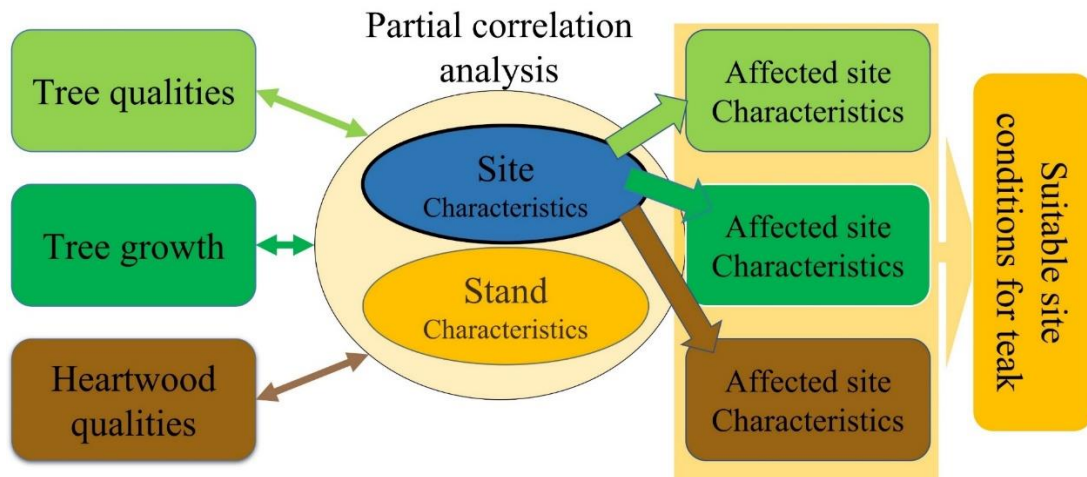 Partial correlation
analysis
Tree qualities
Tree growth
Heartwood
qualities
Site
Characteristics
Stand
Characteristics
Affected site
Characteristics
Affected site
Characteristics
Affected site
Characteristics
Suitable site
conditions for teak